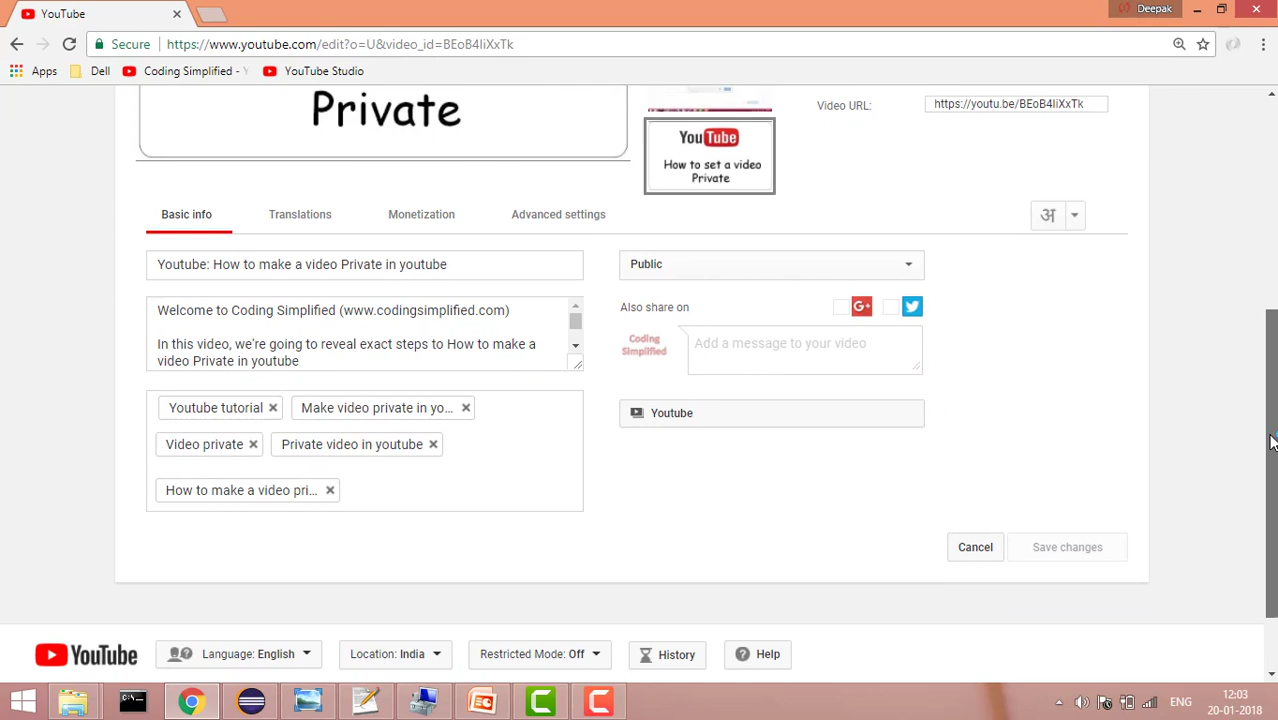 YouTube
Deepak
Secure
https://www.youtube.com/edit?o=U&video_id=BEoB4IiXxTk
Apps
Dell
Coding Simplified - Y
YouTube Studio
Private
YouTube
How to set a video
Private
Video URL:
https://youtu.be/BEoB4IiXxTk
Basic info
Translations
Monetization
Advanced settings
अ
Youtube: How to make a video Private in youtube
Public
Welcome to Coding Simplified (www.codingsimplified.com)
In this video, we're going to reveal exact steps to How to make a
video Private in youtube
Also share on
G+
Coding
Simplified
Add a message to your video
Youtube tutorial
Make video private in yo...
Youtube
Video private
Private video in youtube
How to make a video pri...
Cancel
Save changes
YouTube
Language: English
Location: India
Restricted Mode: Off
History
Help
ENG
12:03
20-01-2018